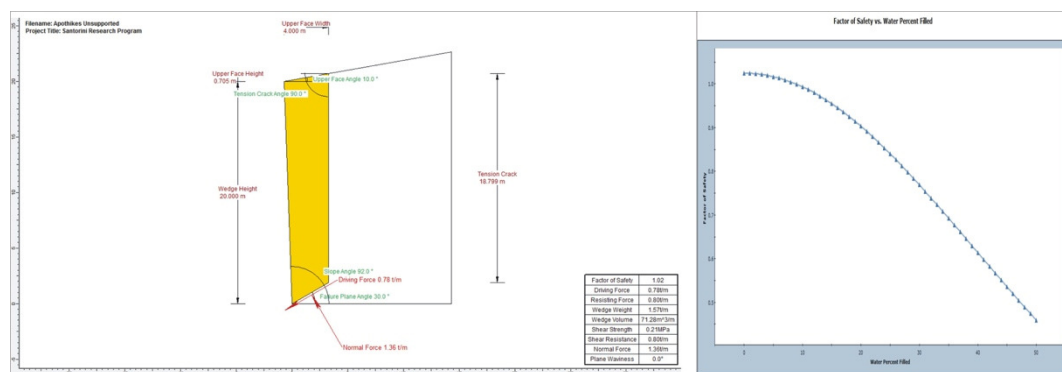 Filename: Apothikes Unsupported
Project Title: Santorini Research Program
Upper Face Width
4.000 m
Upper Face Height
0.705 m
Upper Face Angle 10.0 °
Tension Crack Angle 90.0 °
Wedge Height
20.000 m
Tension Crack
18.799 m
Slope Angle 92.0 °
Driving Force 0.78 t/m
Failure Plane Angle 30.0 °
Normal Force 1.36 t/m
Factor of Safety 1.02
Driving Force 0.78t/m
Resisting Force 0.80t/m
Wedge Weight 1.57t/m
Wedge Volume 71.28m^3/m
Shear Strength 0.21MPa
Shear Resistance 0.80t/m
Normal Force 1.36t/m
Plane Waviness 0.0°
Factor of Safety vs. Water Percent Filled
Factor of Safety
Water Percent Filled